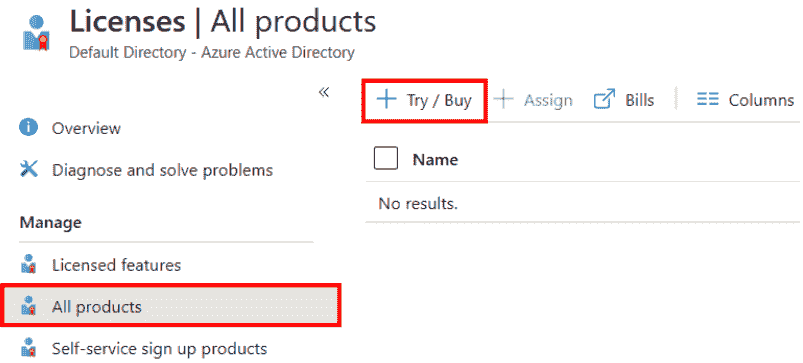 Licenses | All products
Default Directory - Azure Active Directory
«
Overview
Diagnose and solve problems
Manage
Licensed features
All products
Self-service sign up products
+ Try / Buy + Assign Bills Columns
Name
No results.